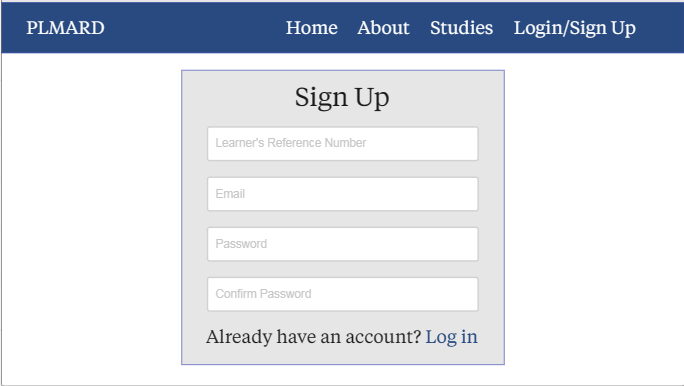 PLMARD Home About Studies Login/Sign Up
Sign Up
Learner's Reference Number
Email
Password
Confirm Password
Already have an account? Log in